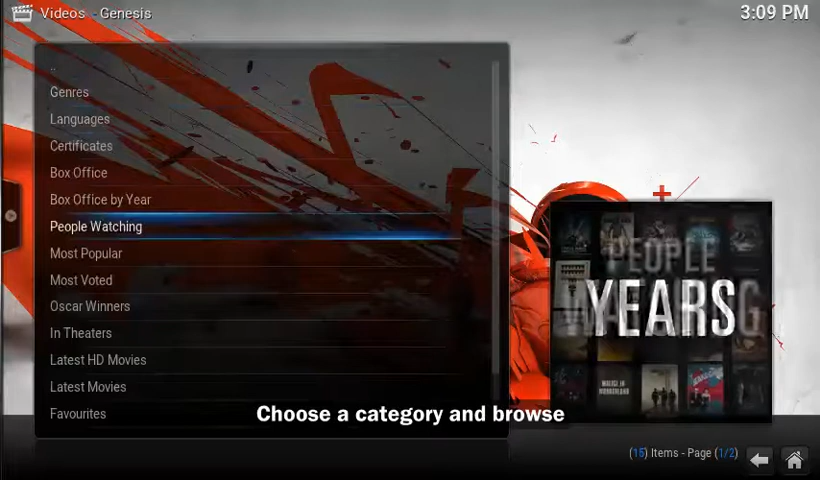 Videos - Genesis
3:09 PM
..
Genres
Languages
Certificates
Box Office
Box Office by Year
People Watching
Most Popular
Most Voted
Oscar Winners
In Theaters
Latest HD Movies
Latest Movies
Favourites
PEOPLE
YEARS
Choose a category and browse
(15) Items - Page (1/2)